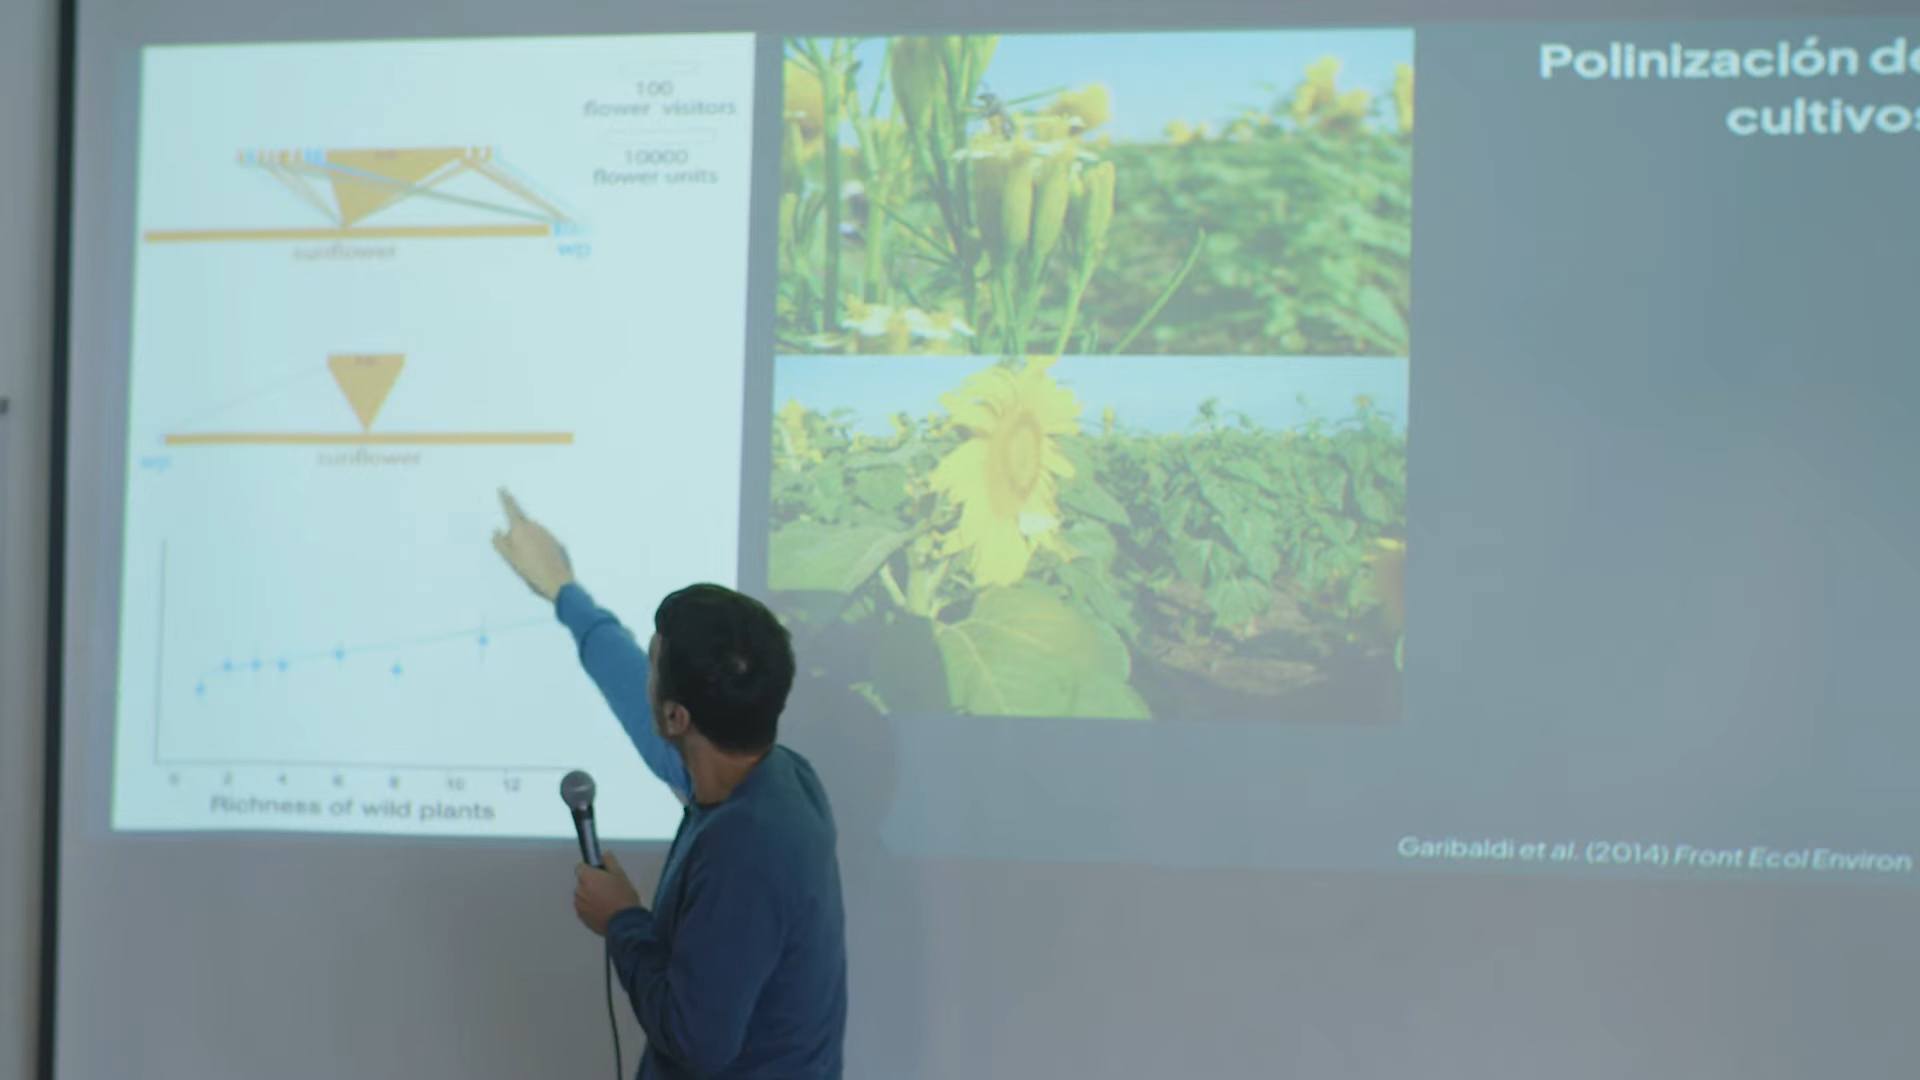 100
flower visitors
10000
flower units
sunflower
wp
sunflower
wp
0 2 4 6 8 10 12
Richness of wild plants
Polinización de
cultivos
Garibaldi et al. (2014) Front Ecol Environ